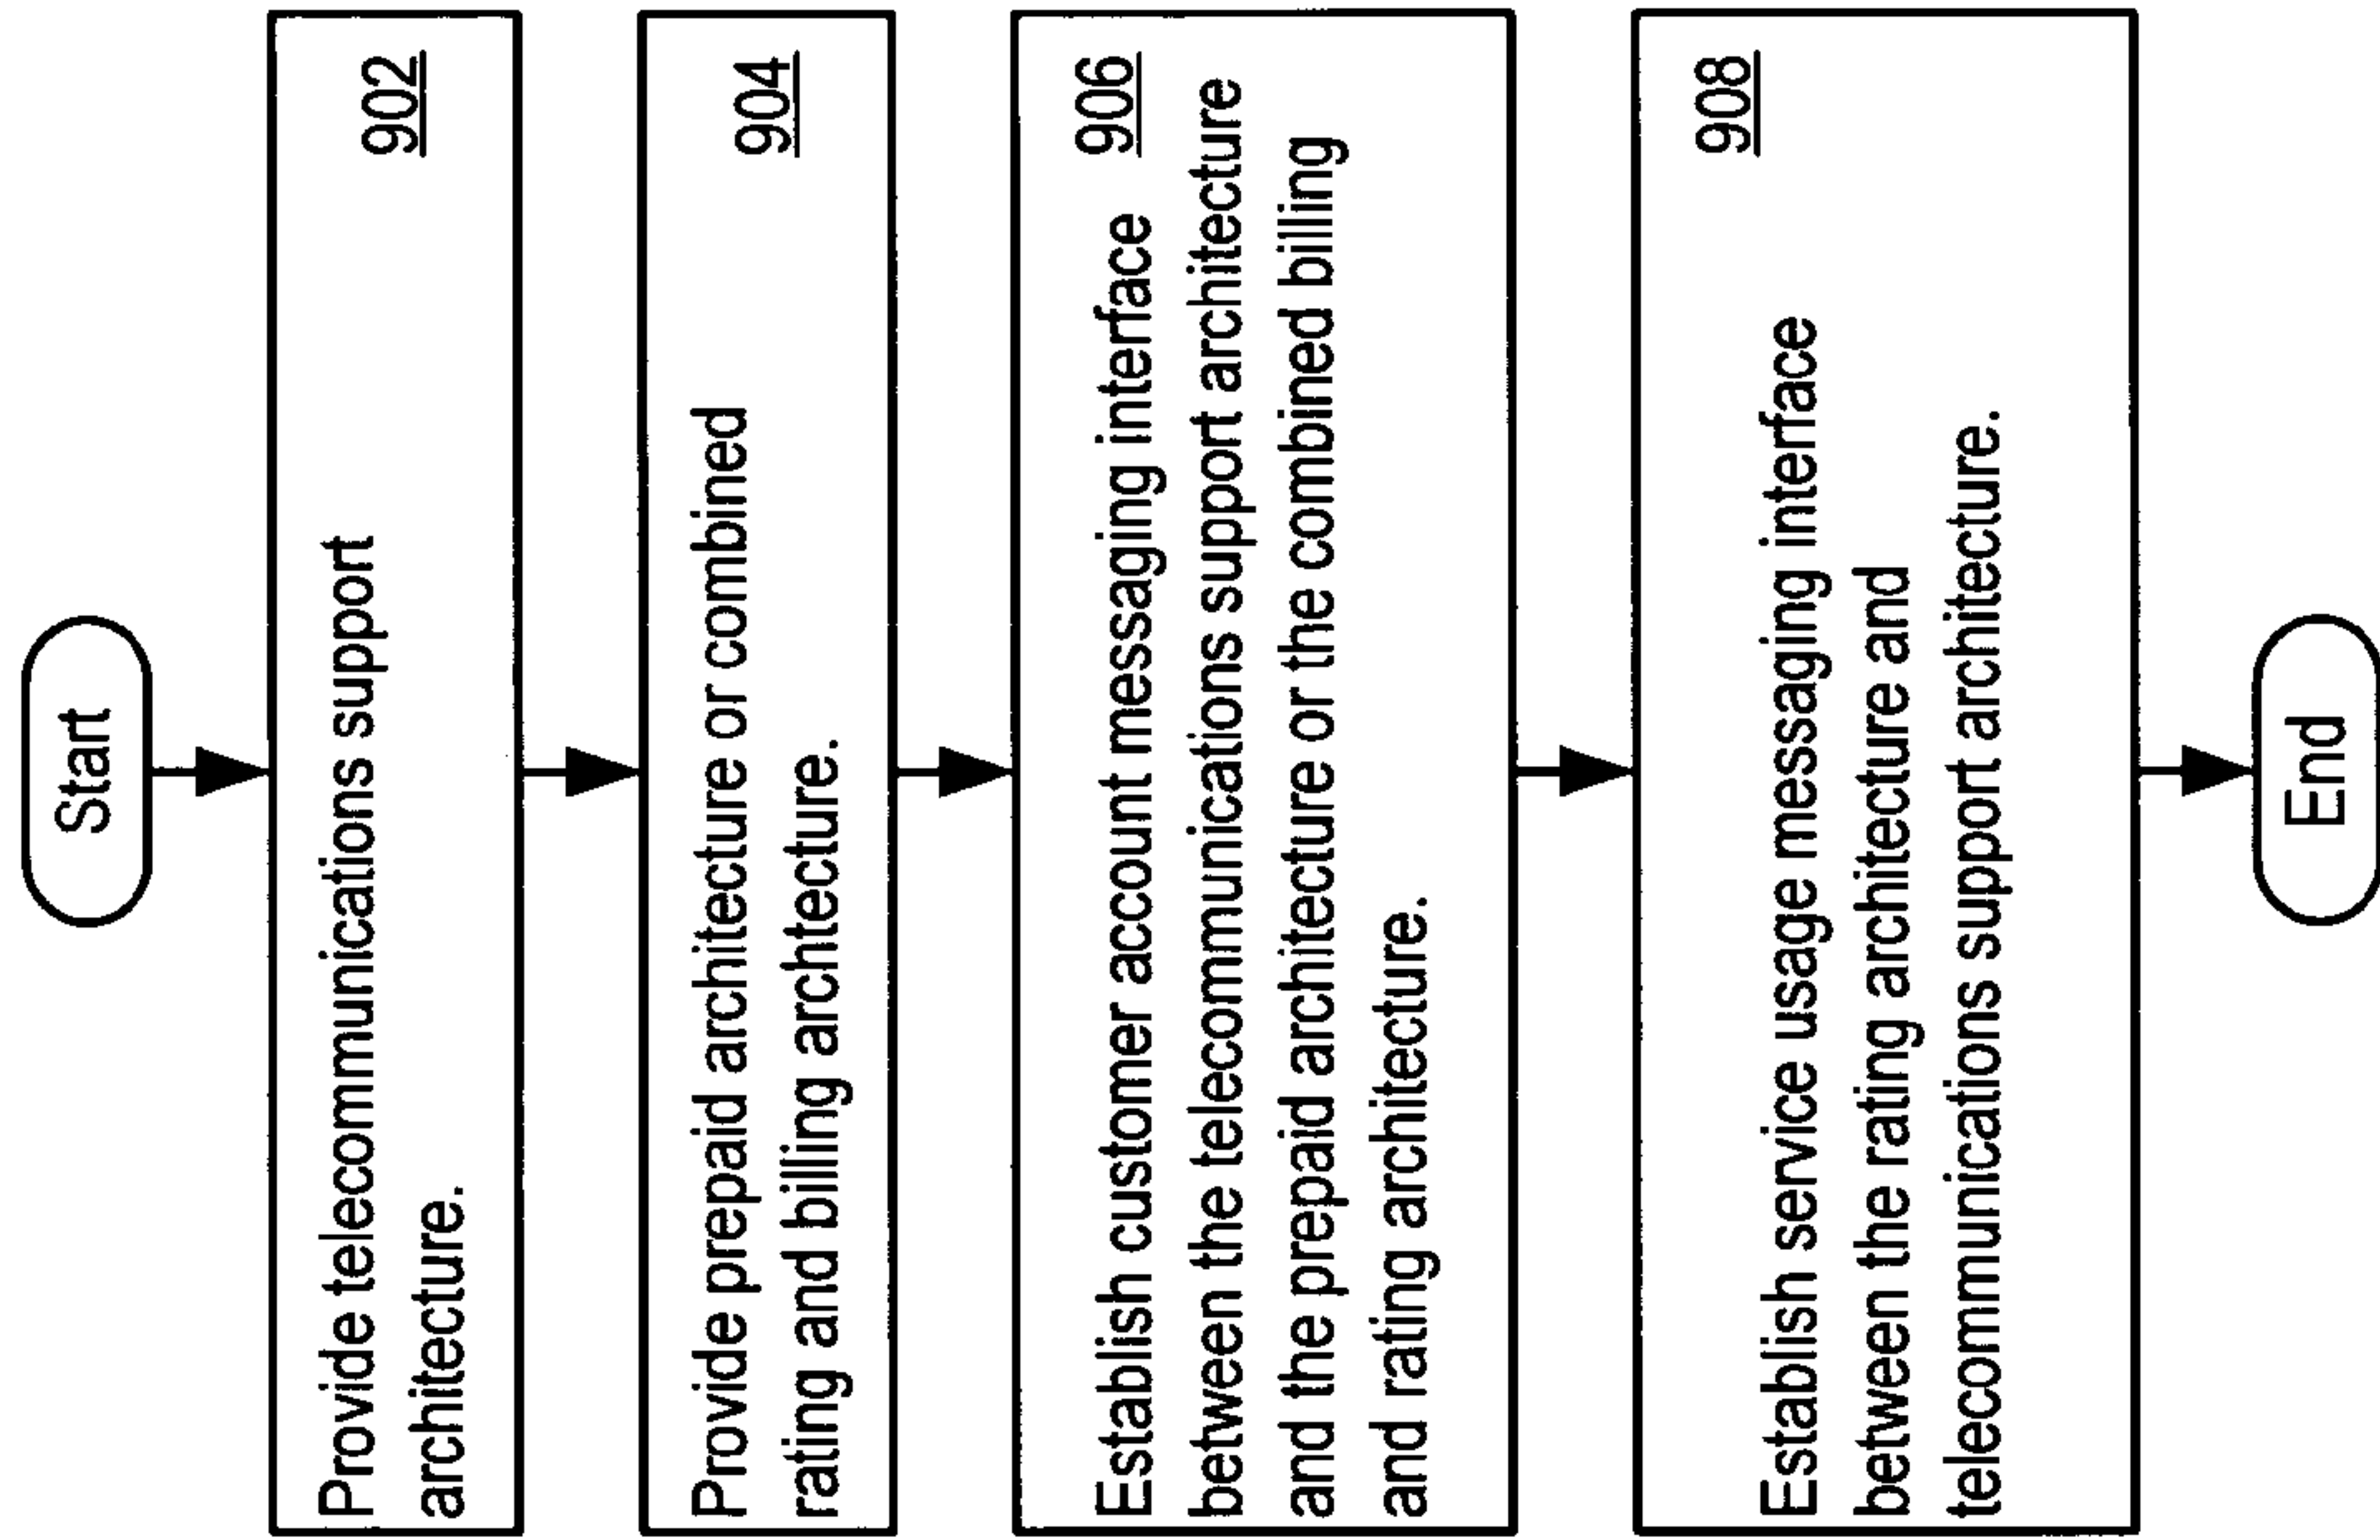 Start
Provide telecommunications support
architecture.
902
Provide prepaid architecture or combined
rating and billing archtecture.
904
906
Establish customer account messaging interface
between the telecommunications support architecture
and the prepaid architecture or the combined billing
and rating architecture.
908
Establish service usage messaging interface
between the rating architecture and
telecommunications support architecture.
End